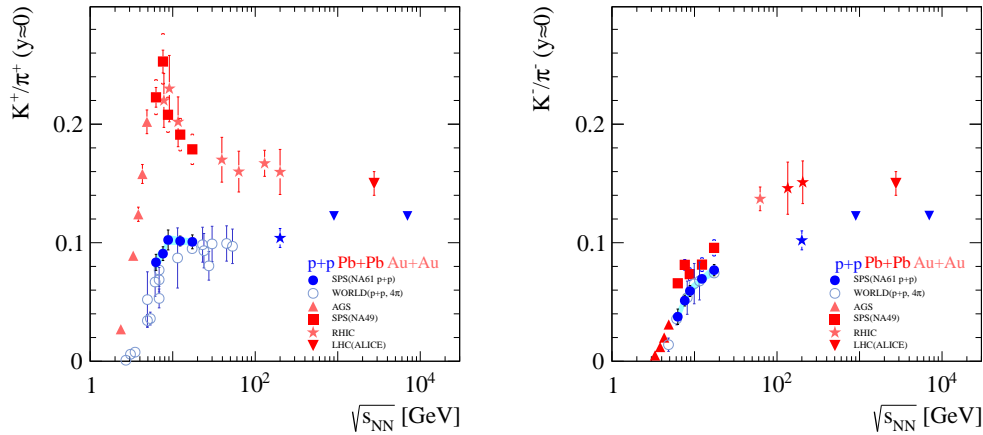 K⁺/π⁺ (y≈0)
0.2
0.1
0
p+p Pb+Pb Au+Au
SPS(NA61 p+p)
WORLD(p+p, 4π)
AGS
SPS(NA49)
RHIC
LHC(ALICE)
1 10² 10⁴
√s_NN [GeV]
K⁻/π⁻ (y≈0)
0.2
0.1
0
p+p Pb+Pb Au+Au
SPS(NA61 p+p)
WORLD(p+p, 4π)
AGS
SPS(NA49)
RHIC
LHC(ALICE)
1 10² 10⁴
√s_NN [GeV]